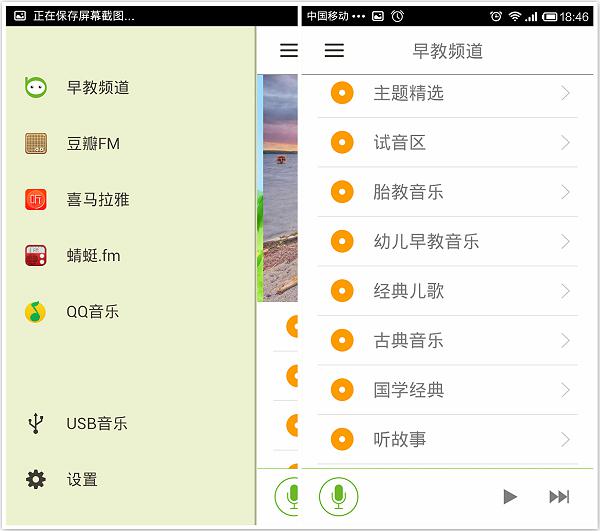 正在保存屏幕截图...
早教频道
豆瓣FM
喜马拉雅
蜻蜓.fm
QQ音乐
USB音乐
设置
中国移动
18:46
早教频道
主题精选
试音区
胎教音乐
幼儿早教音乐
经典儿歌
古典音乐
国学经典
听故事